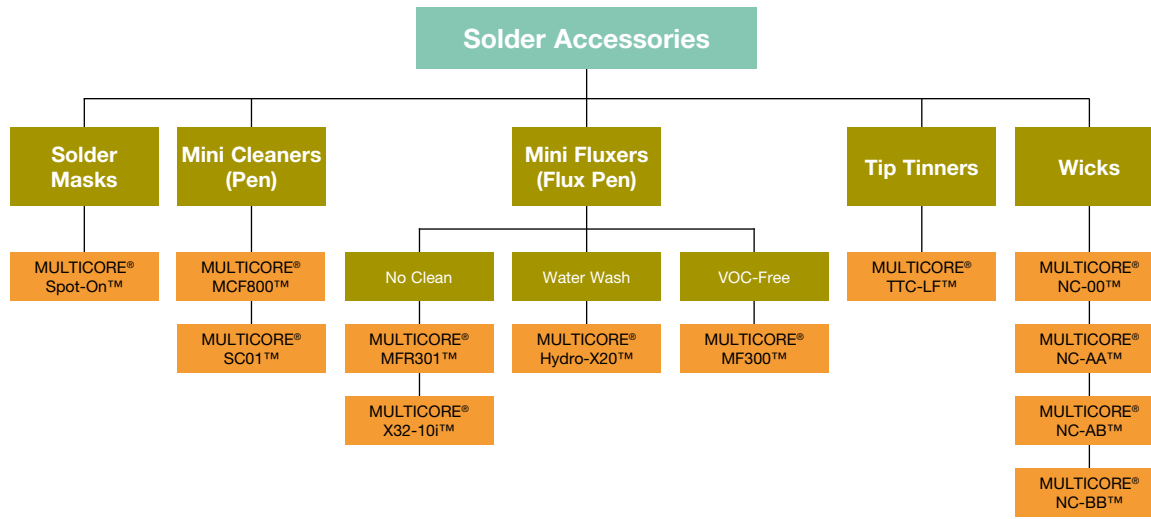 Solder Accessories
Solder
Masks
Mini Cleaners
(Pen)
Mini Fluxers
(Flux Pen)
Tip Tinners
Wicks
MULTICORE®
Spot-On™
MULTICORE®
MCF800™
MULTICORE®
SC01™
No Clean
Water Wash
VOC-Free
MULTICORE®
MFR301™
MULTICORE®
X32-10i™
MULTICORE®
Hydro-X20™
MULTICORE®
MF300™
MULTICORE®
TTC-LF™
MULTICORE®
NC-00™
MULTICORE®
NC-AA™
MULTICORE®
NC-AB™
MULTICORE®
NC-BB™